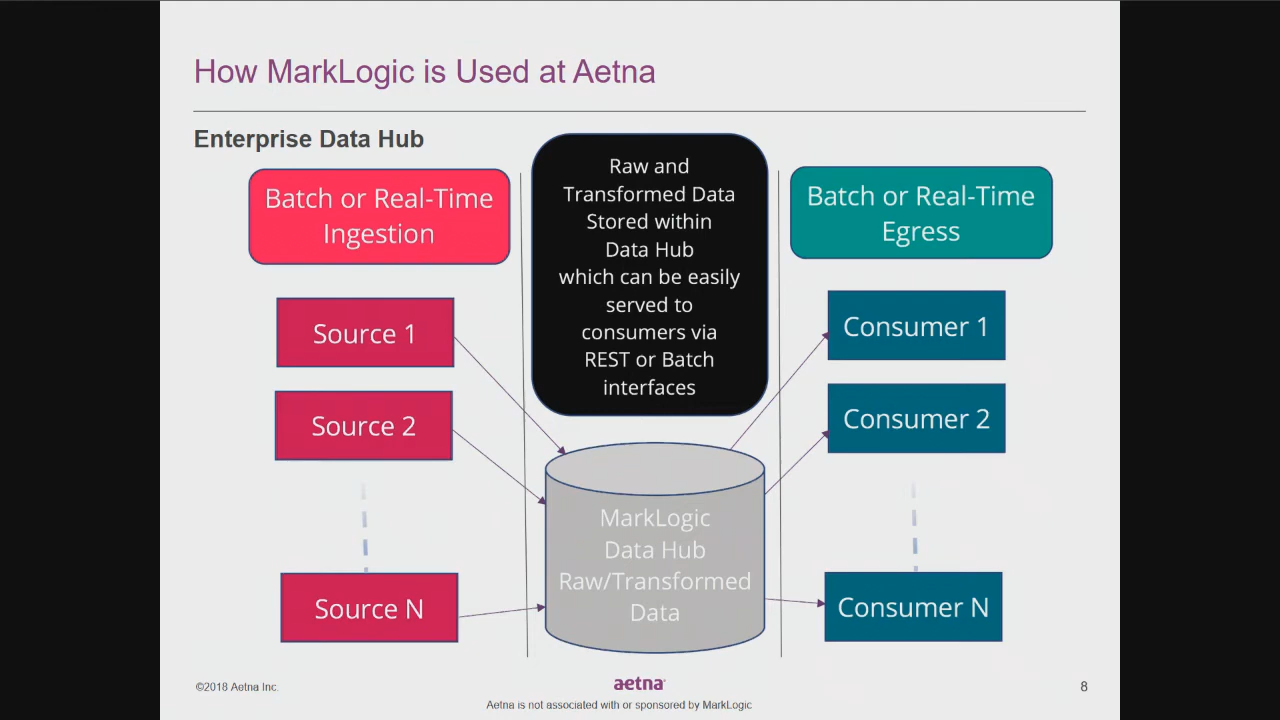 How MarkLogic is Used at Aetna
Enterprise Data Hub
Batch or Real-Time
Ingestion
Source 1
Source 2
Source N
Raw and
Transformed Data
Stored within
Data Hub
which can be easily
served to
consumers via
REST or Batch
interfaces
MarkLogic
Data Hub
Raw/Transformed
Data
Batch or Real-Time
Egress
Consumer 1
Consumer 2
Consumer N
©2018 Aetna Inc.
aetna
8
Aetna is not associated with or sponsored by MarkLogic